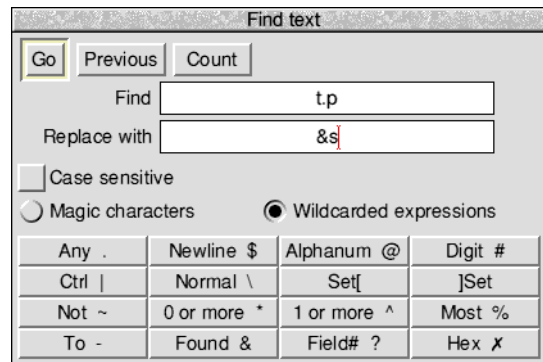 Find text
Go Previous Count
Find t.p
Replace with &s
Case sensitive
Magic characters Wildcarded expressions
Any . Newline $ Alphanum @ Digit #
Ctrl | Normal \ Set[ ]Set
Not ~ 0 or more * 1 or more ^ Most %
To - Found & Field# ? Hex ✗